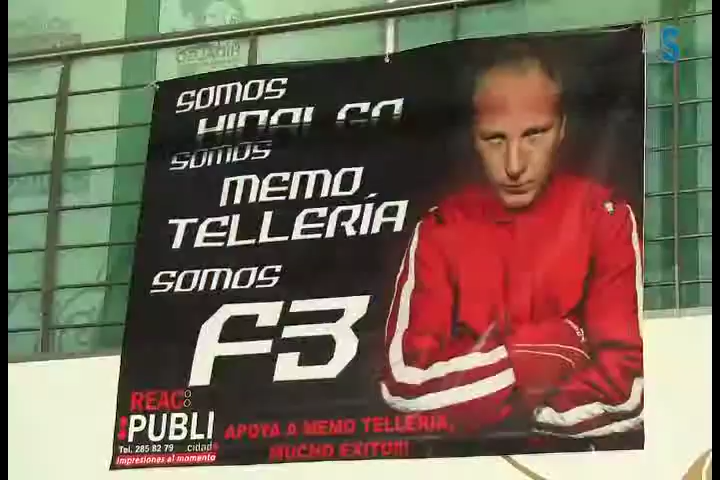 SOMOS
HIDALGO
SOMOS
MEMO
TELLERÍA
SOMOS
F3
REAC
PUBLI
cidad
Tel. 285 82 79
Impresiones al momento
APOYA A MEMO TELLERIA,
MUCHO EXITO!!!
S